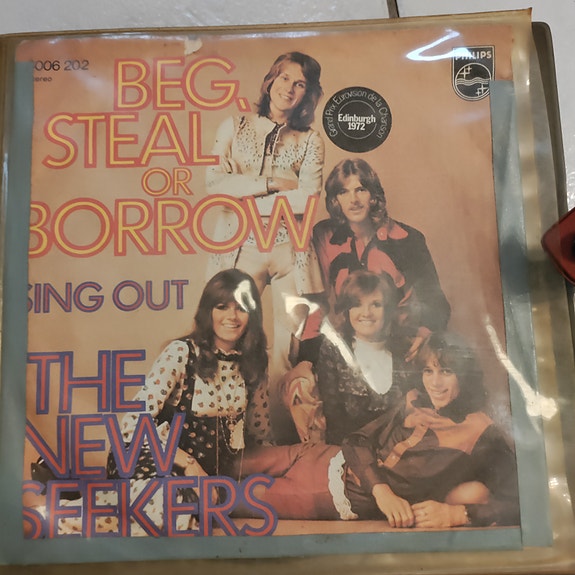 6006 202
stereo
BEG,
STEAL
OR
BORROW
SING OUT
THE
NEW
SEEKERS
PHILIPS
Grand Prix Eurovision de la Chanson
Edinburgh
1972